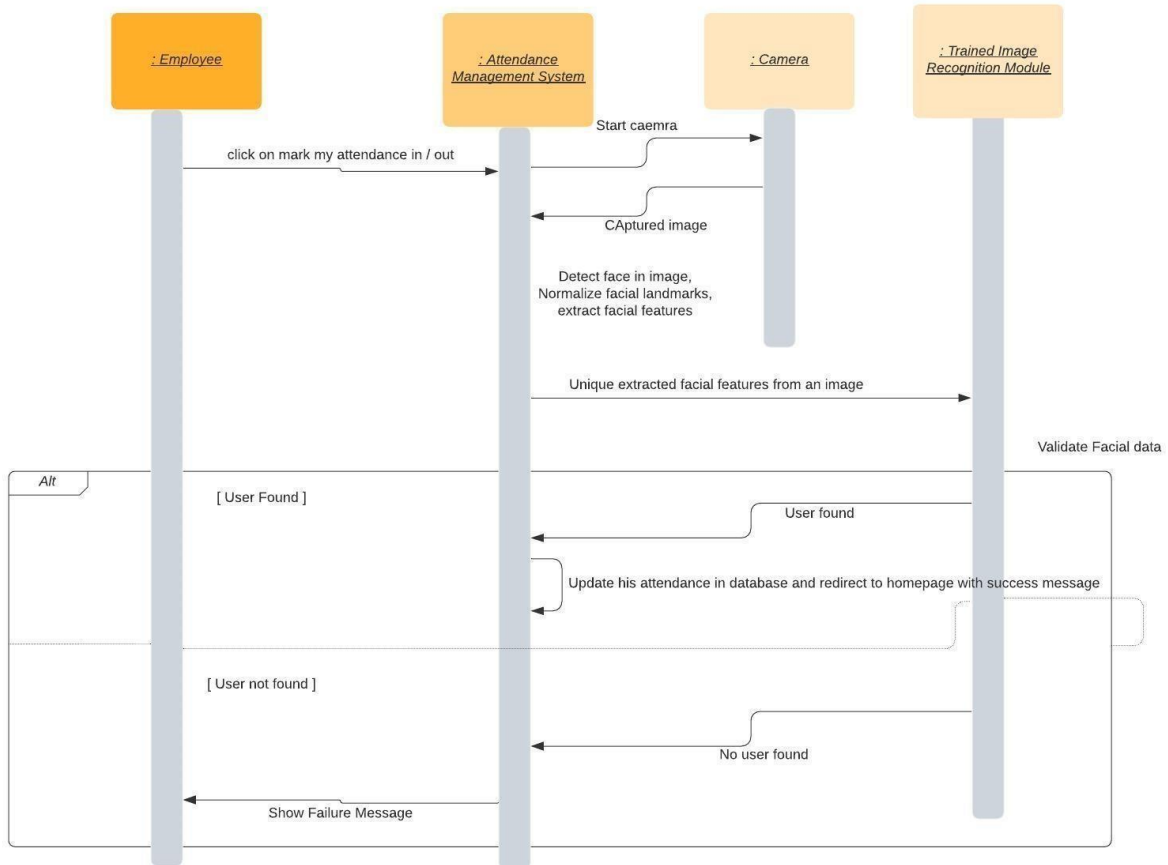 : Employee
: Attendance
Management System
: Camera
: Trained Image
Recognition Module
Start caemra
click on mark my attendance in / out
CAptured image
Detect face in image,
Normalize facial landmarks,
extract facial features
Unique extracted facial features from an image
Validate Facial data
Alt
[ User Found ]
User found
Update his attendance in database and redirect to homepage with success message
[ User not found ]
No user found
Show Failure Message